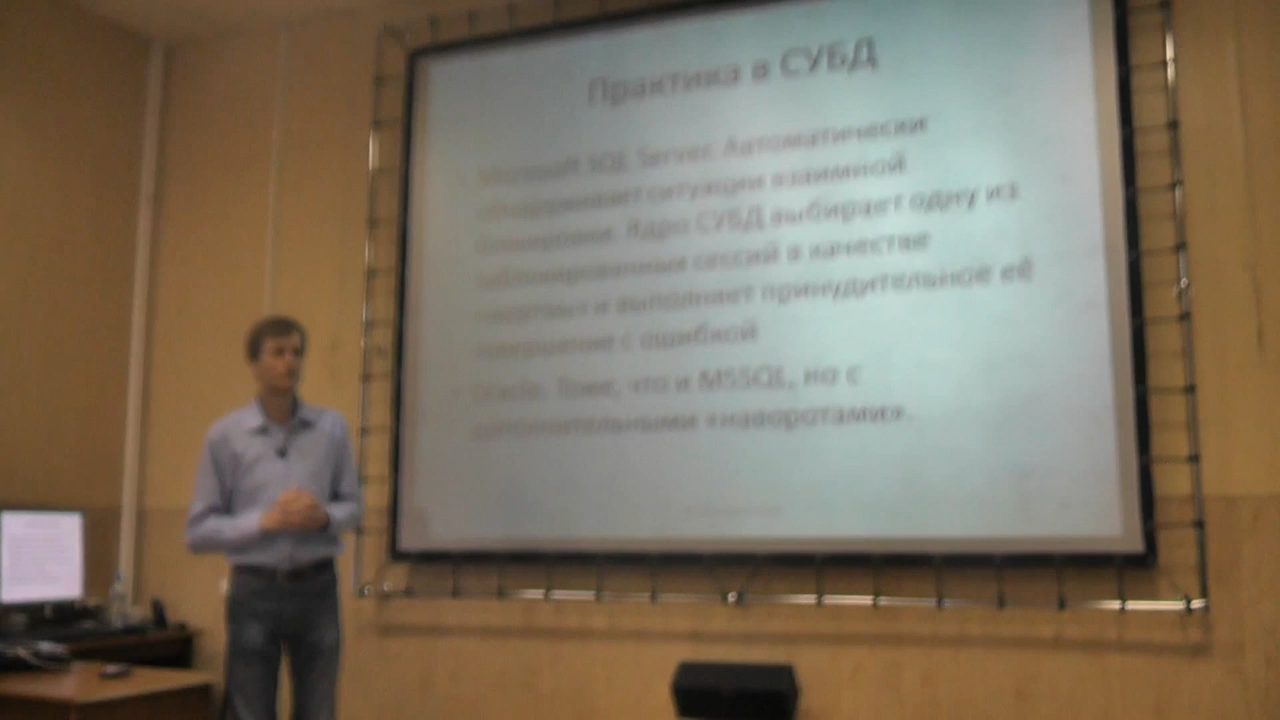 Практика в СУБД
Microsoft SQL Server. Автоматически
обнаруживает ситуации взаимной
блокировки. Ядро СУБД выбирает одну из
заблокированных сессий в качестве
«жертвы» и выполняет принудительное её
завершение с ошибкой
Oracle. Тоже, что и MSSQL, но с
дополнительными «наворотами».